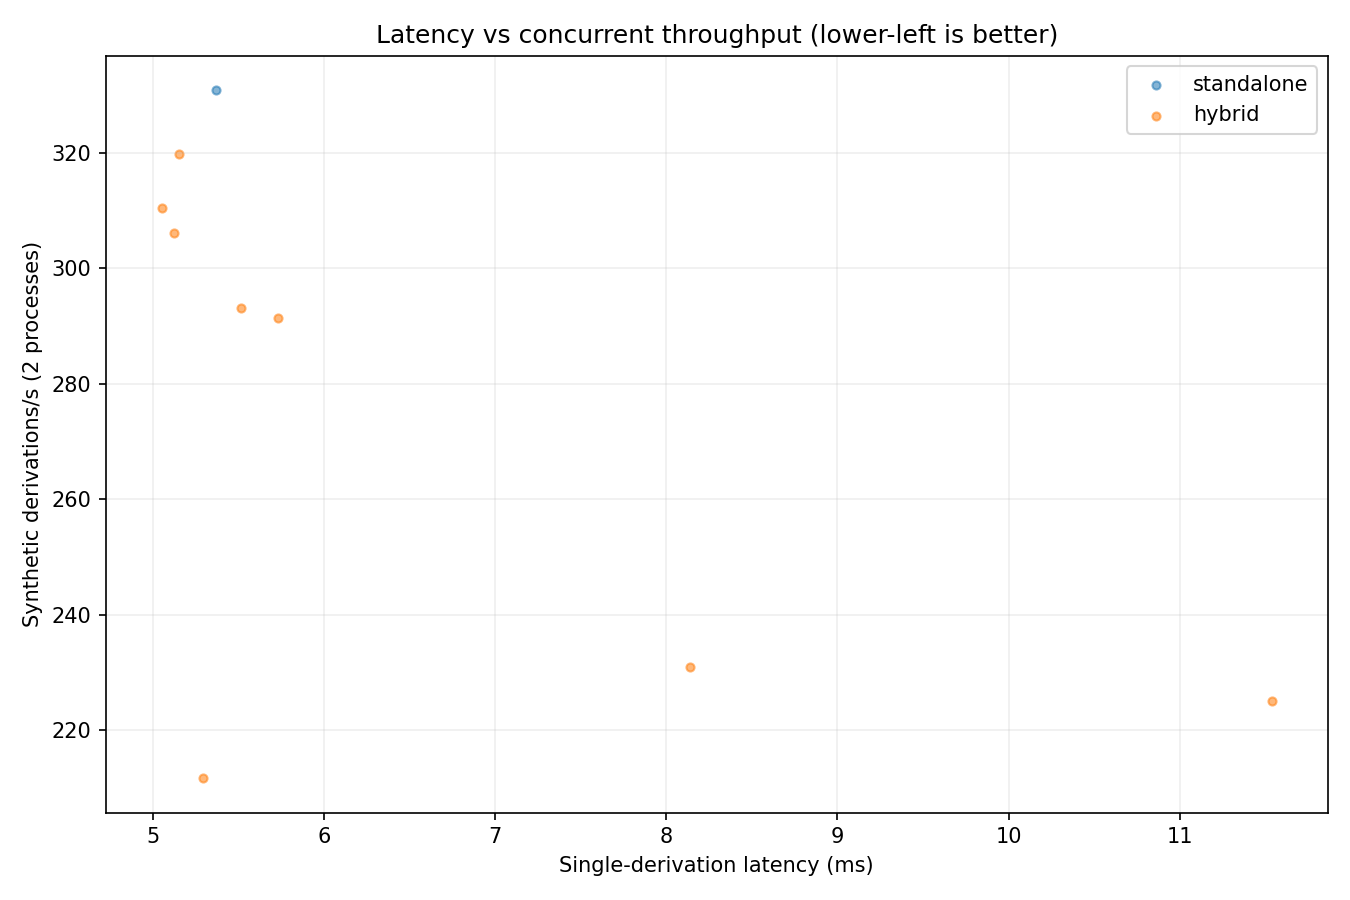 Latency vs concurrent throughput (lower-left is better)
standalone
hybrid
Synthetic derivations/s (2 processes)
320
300
280
260
240
220
5 6 7 8 9 10 11
Single-derivation latency (ms)